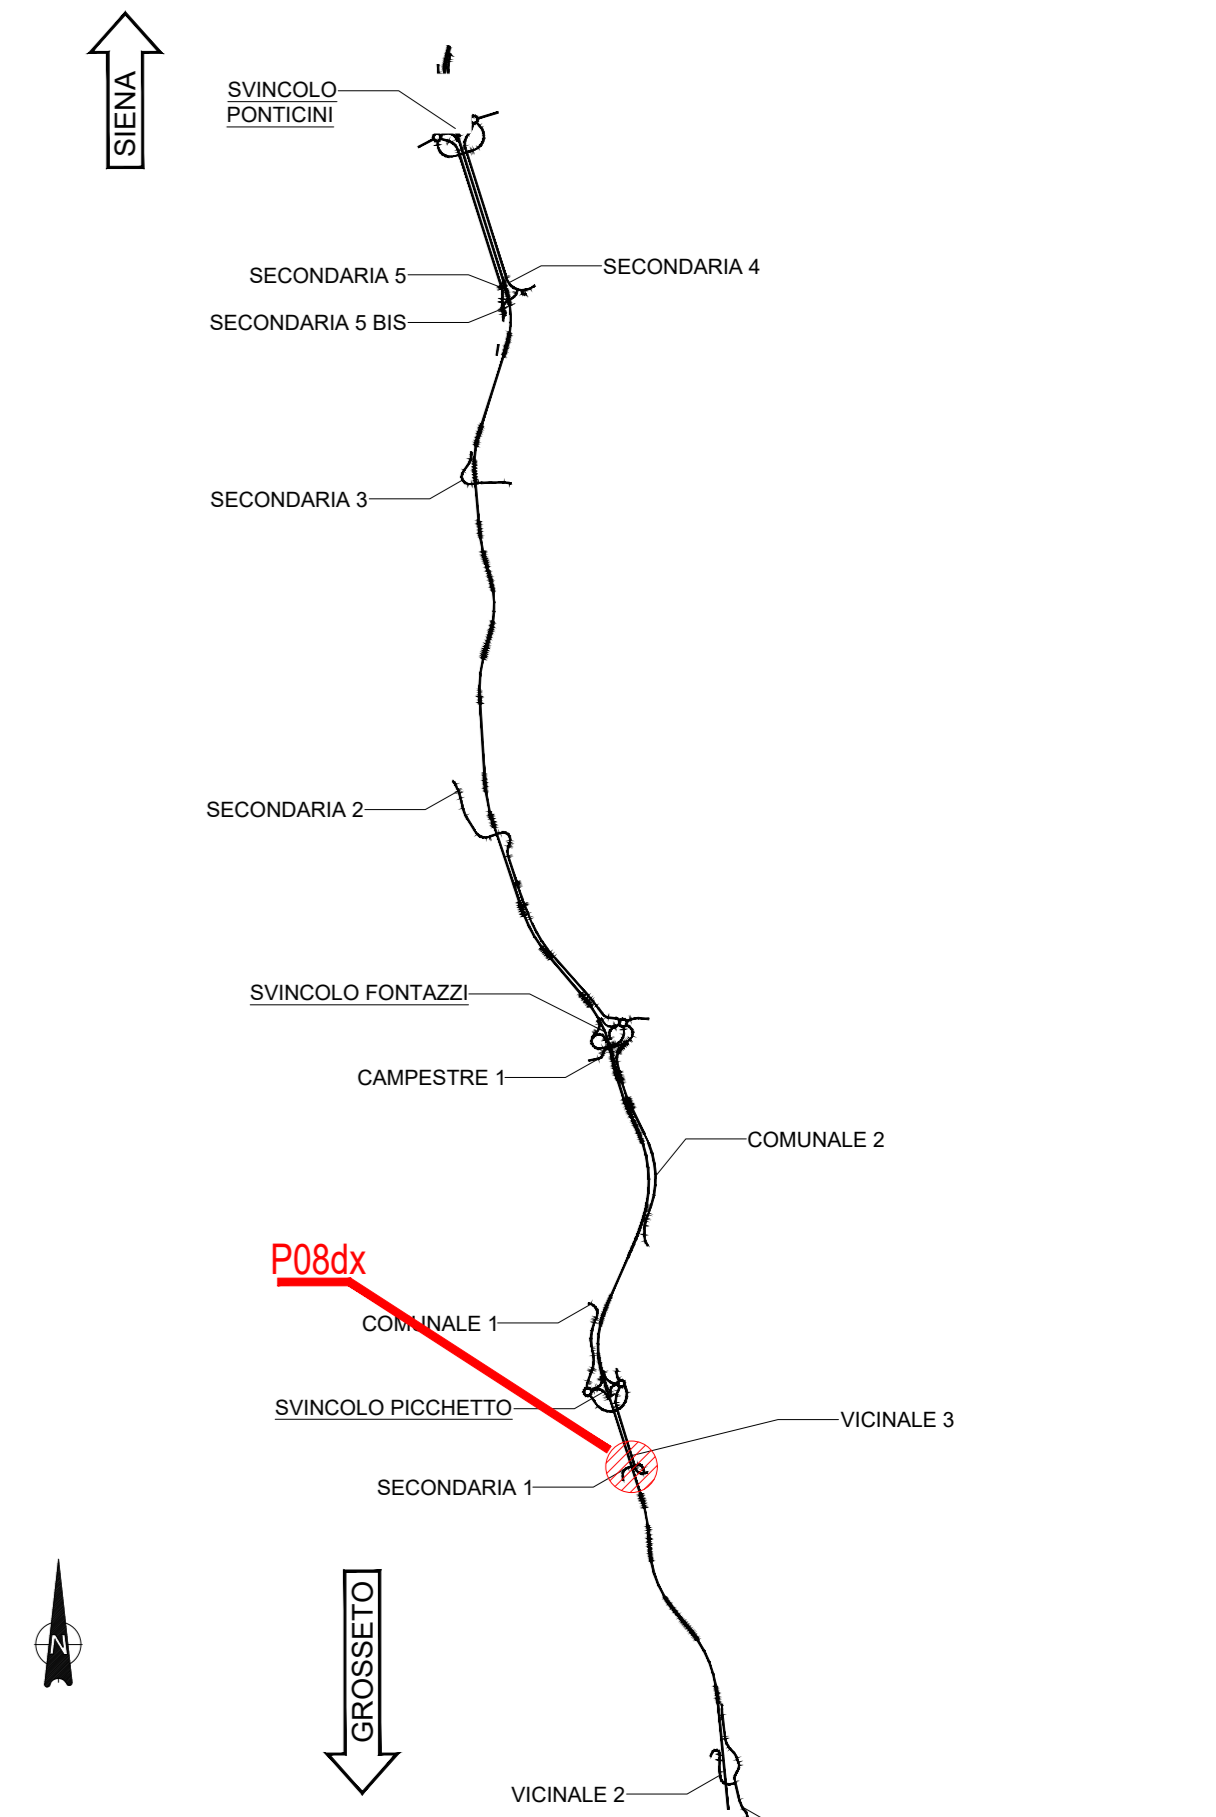 SIENA
SVINCOLO
PONTICINI
SECONDARIA 5
SECONDARIA 4
SECONDARIA 5 BIS
SECONDARIA 3
SECONDARIA 2
SVINCOLO FONTAZZI
CAMPESTRE 1
COMUNALE 2
P08dx
COMUNALE 1
SVINCOLO PICCHETTO
VICINALE 3
SECONDARIA 1
GROSSETO
N
VICINALE 2